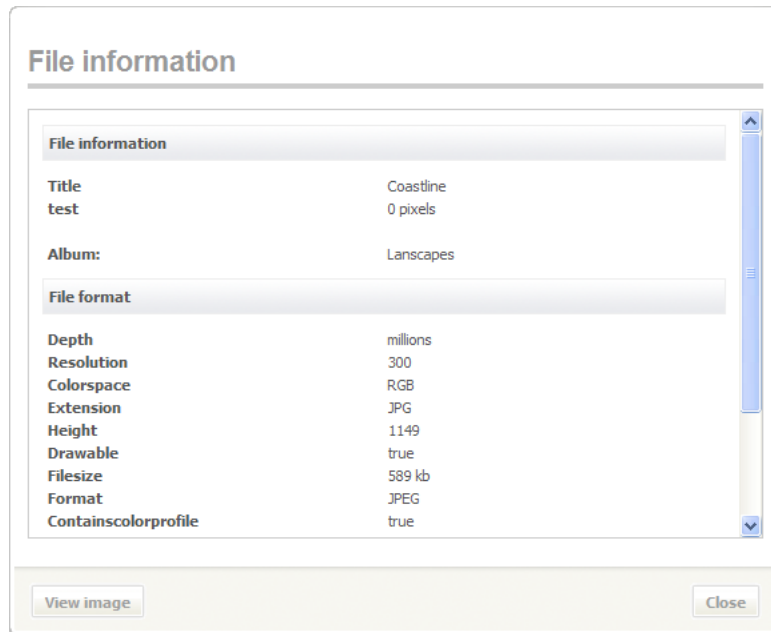 File information
File information
Title Coastline
test 0 pixels
Album: Lanscapes
File format
Depth millions
Resolution 300
Colorspace RGB
Extension JPG
Height 1149
Drawable true
Filesize 589 kb
Format JPEG
Containscolorprofile true
View image Close